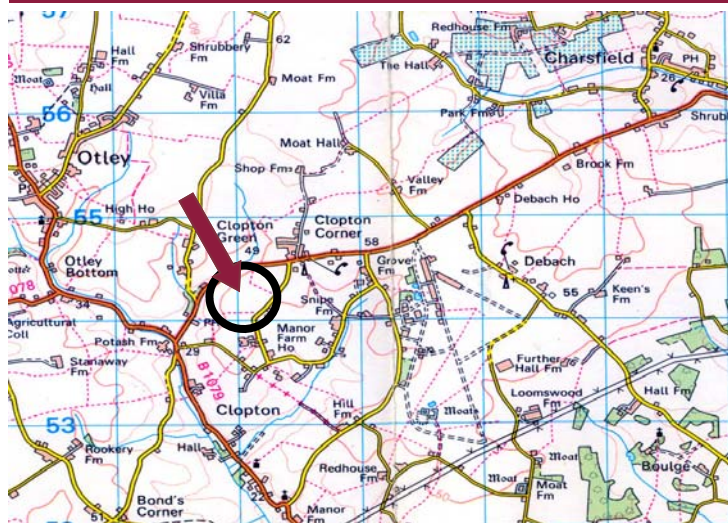 57
62
Redhouse Fm
Hall
Fm
Shrubbery
Fm
The Hall
Charsfield
PH
26
Moat
Hall
Villa
Fm
Moat Fm
56
Park Fm
Shrub
Moat Hall
Otley
Shop Fm
Brook Fm
Valley
Fm
P
High Ho
Debach Ho
55
Clopton
Green
49
Clopton
Corner
58
Otley
Bottom
Grove
Fm
Debach
078
34
Snipe
Fm
55
Keen's
Fm
Agricultural
Coll
Manor
Farm
Ho
Potash Fm
29
Stanaway
Fm
B1079
Further
Hall Fm
Loomswood
Fm
Hall Fm
Clopton
Hill
Fm
Moats
53
Hall
Rookery
Fm
Moat
Boulge
Redhouse
Fm
Moat
Moat
Fm
Bond's
Corner
22
50
51
Manor
Fm